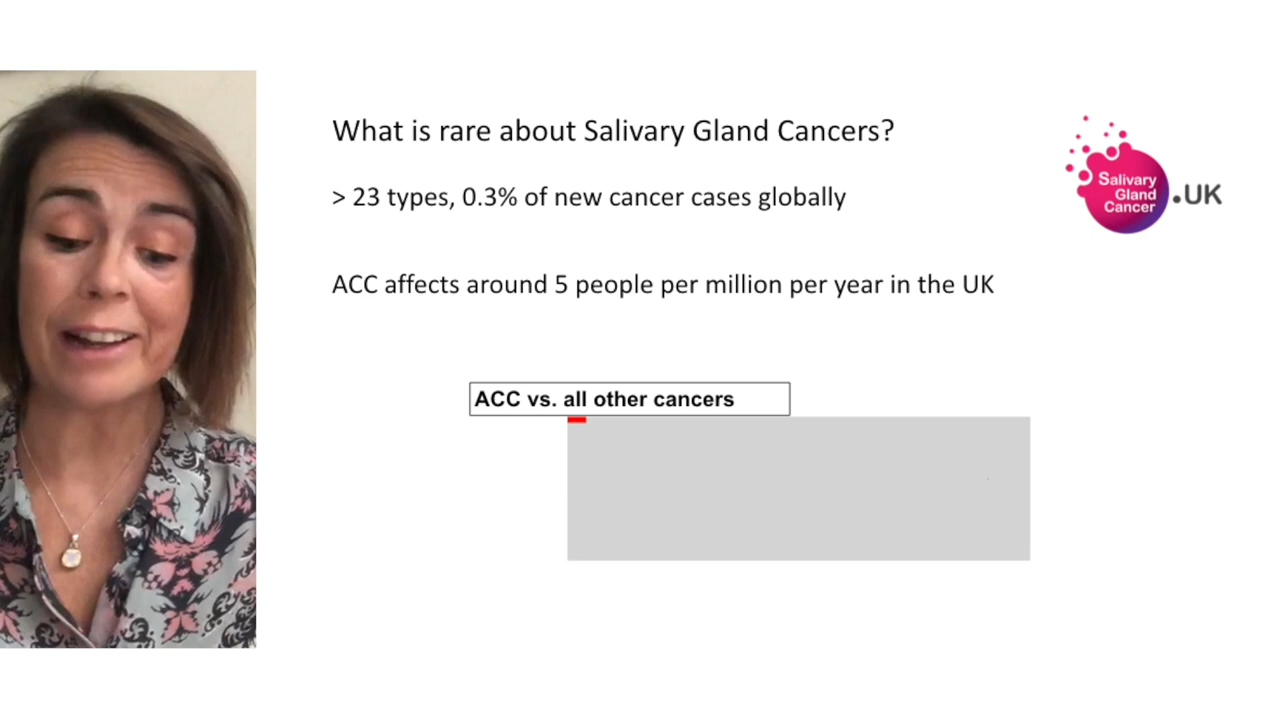 What is rare about Salivary Gland Cancers?
> 23 types, 0.3% of new cancer cases globally
Salivary
Gland
Cancer
.UK
ACC affects around 5 people per million per year in the UK
ACC vs. all other cancers